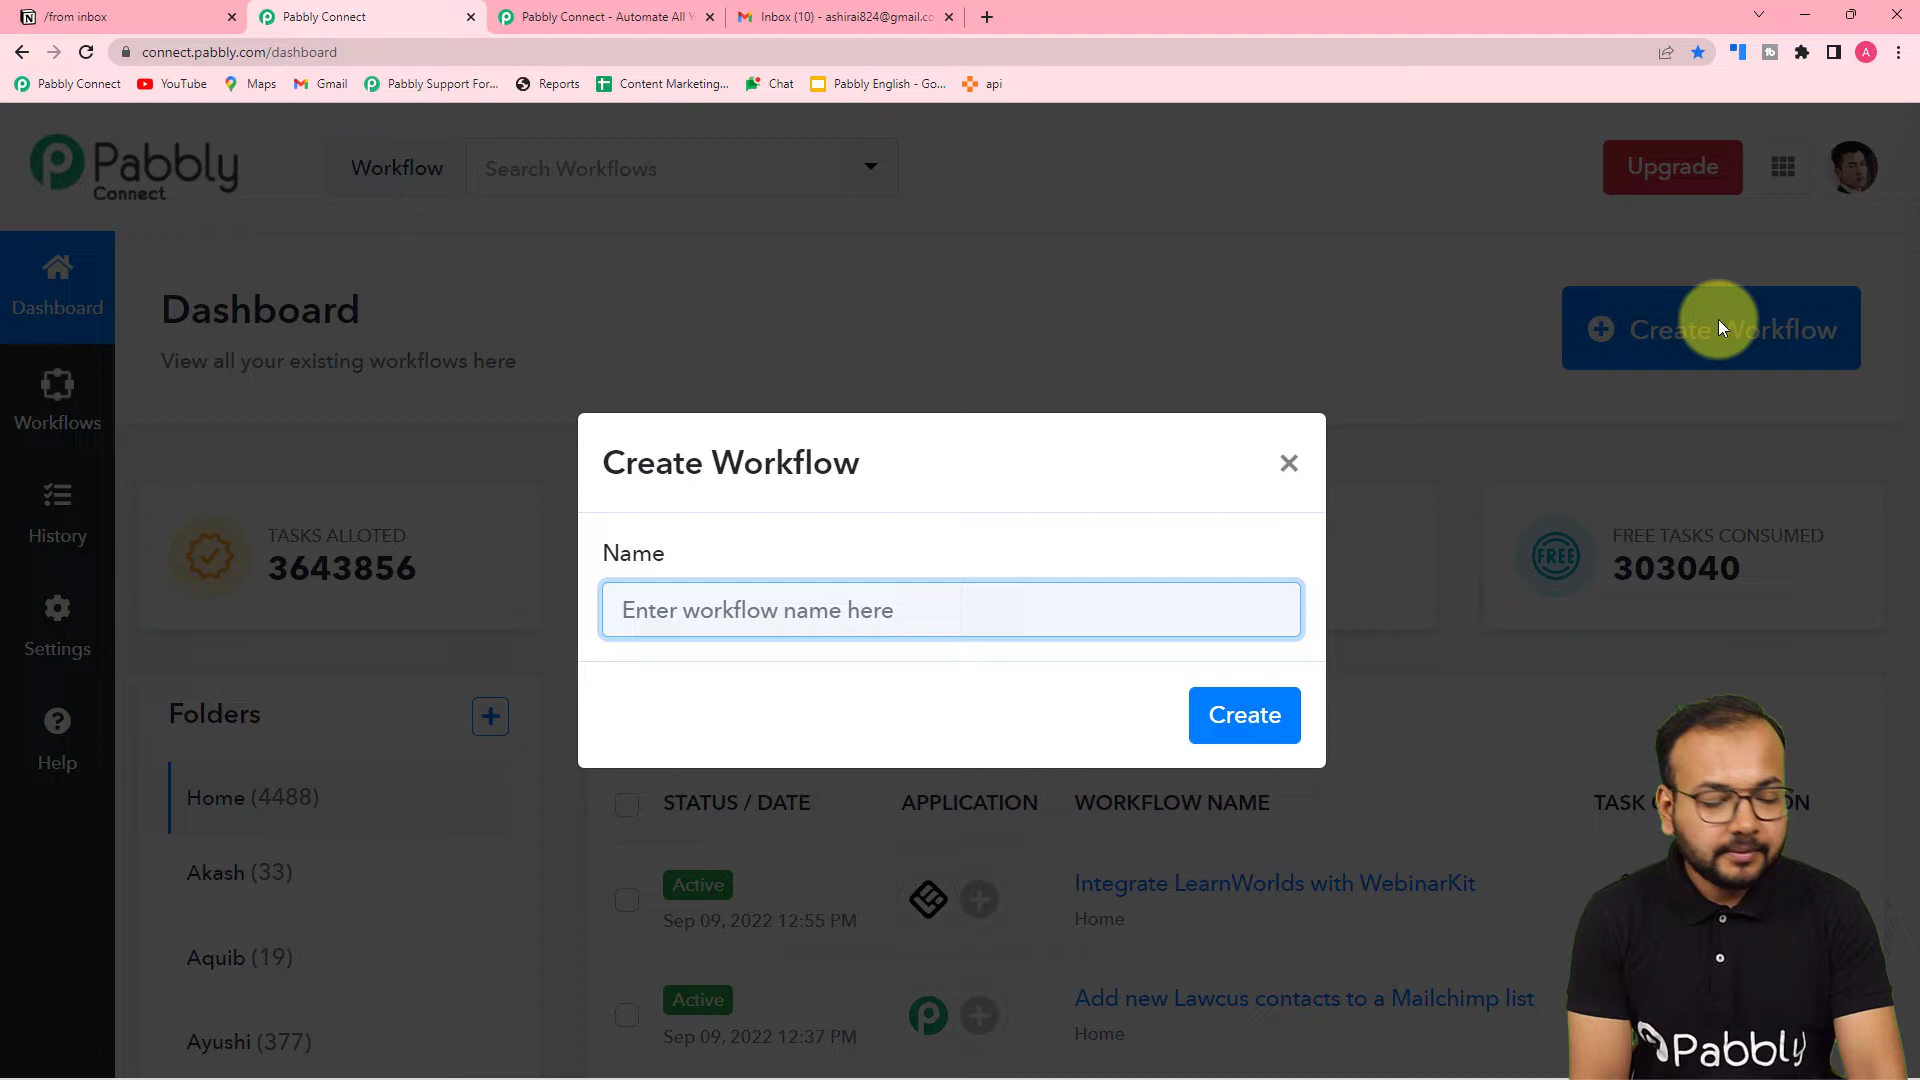 /from inbox
Pabbly Connect
Pabbly Connect - Automate All Y
Inbox (10) - ashirai824@gmail.co
connect.pabbly.com/dashboard
A
Pabbly Connect
YouTube
Maps
Gmail
Pabbly Support For...
Reports
Content Marketing...
Chat
Pabbly English - Go...
api
Pabbly
Connect
Workflow
Search Workflows
Upgrade
Dashboard
Workflows
History
Settings
Help
Dashboard
View all your existing workflows here
Create Workflow
Create Workflow
Name
Enter workflow name here
Create
TASKS ALLOTED
3643856
FREE
FREE TASKS CONSUMED
303040
Folders
Home (4488)
Akash (33)
Aquib (19)
Ayushi (377)
STATUS / DATE
APPLICATION
WORKFLOW NAME
TASK
Active
Sep 09, 2022 12:55 PM
Integrate LearnWorlds with WebinarKit
Home
Active
Sep 09, 2022 12:37 PM
Add new Lawcus contacts to a Mailchimp list
Home
Pabbly